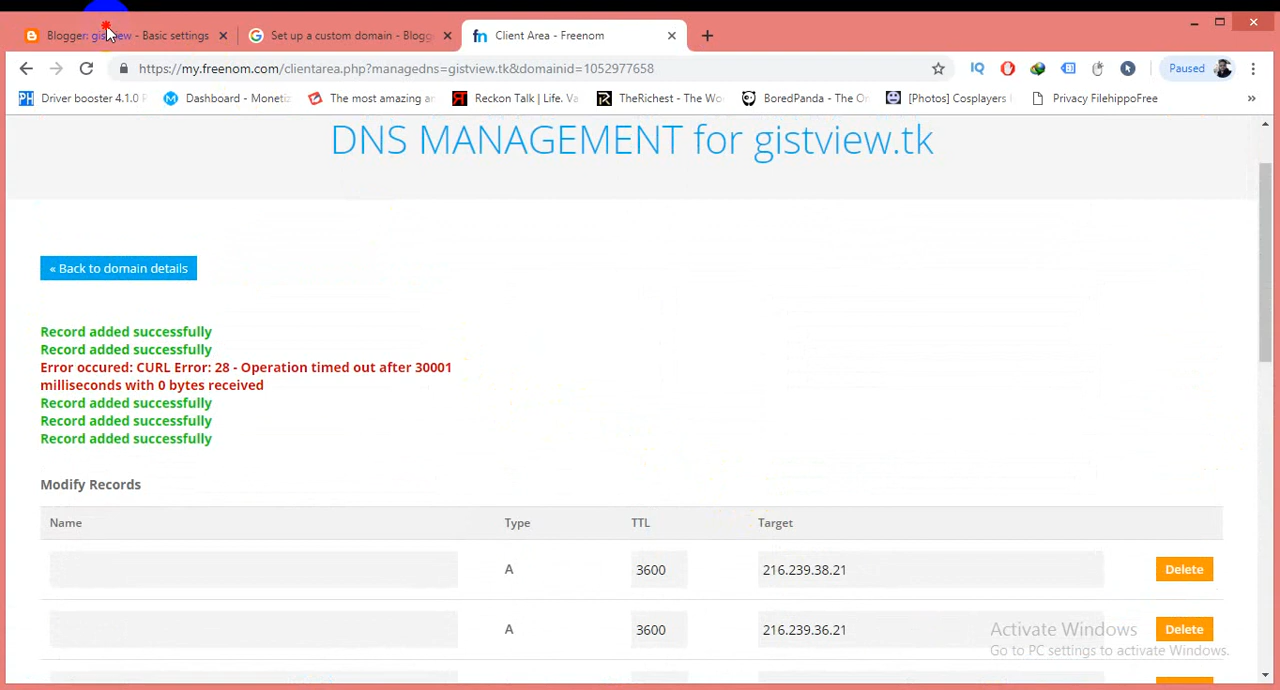 Blogger: gistview - Basic settings
Set up a custom domain - Blogg
Client Area - Freenom
https://my.freenom.com/clientarea.php?managedns=gistview.tk&domainid=1052977658
Paused
Driver booster 4.1.0 P
Dashboard - Monetiz
The most amazing an
Reckon Talk | Life. Va
TheRichest - The Wo
BoredPanda - The On
[Photos] Cosplayers
Privacy FilehippoFree
DNS MANAGEMENT for gistview.tk
« Back to domain details
Record added successfully
Record added successfully
Error occured: CURL Error: 28 - Operation timed out after 30001
milliseconds with 0 bytes received
Record added successfully
Record added successfully
Record added successfully
Modify Records
Name Type TTL Target
A 3600 216.239.38.21 Delete
A 3600 216.239.36.21 Delete
Activate Windows
Go to PC settings to activate Windows.